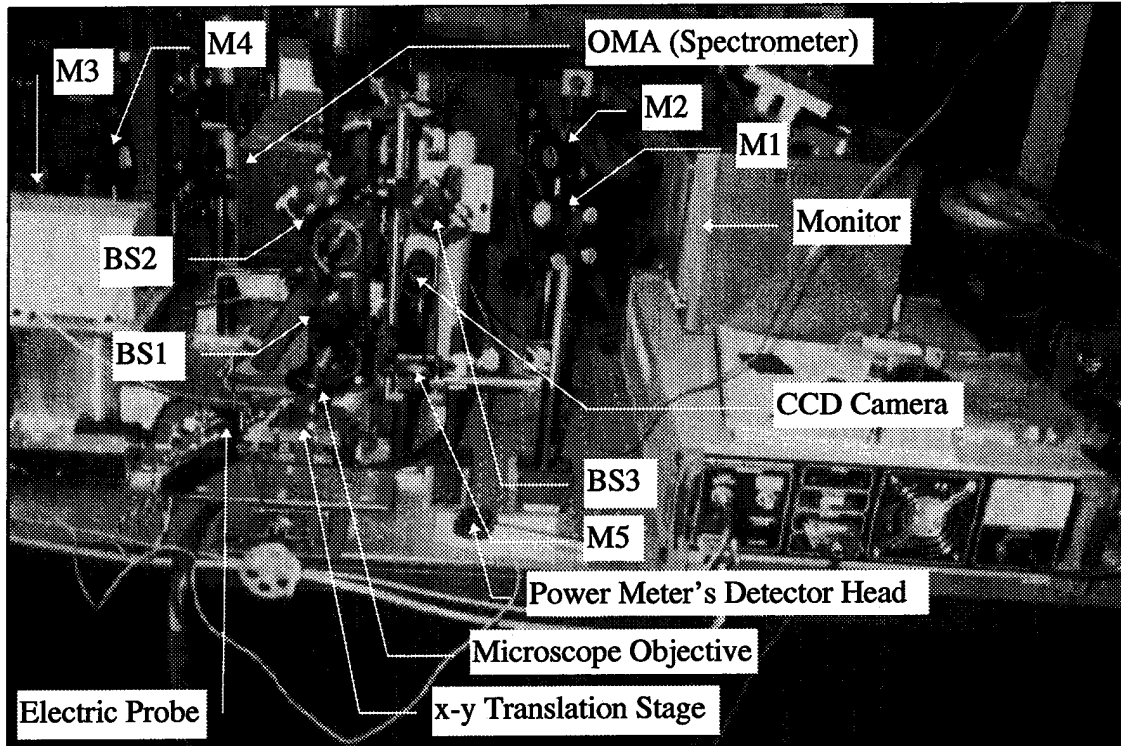 M4
OMA (Spectrometer)
M3
M2
M1
Monitor
BS2
BS1
CCD Camera
BS3
M5
Power Meter's Detector Head
Microscope Objective
Electric Probe
x-y Translation Stage